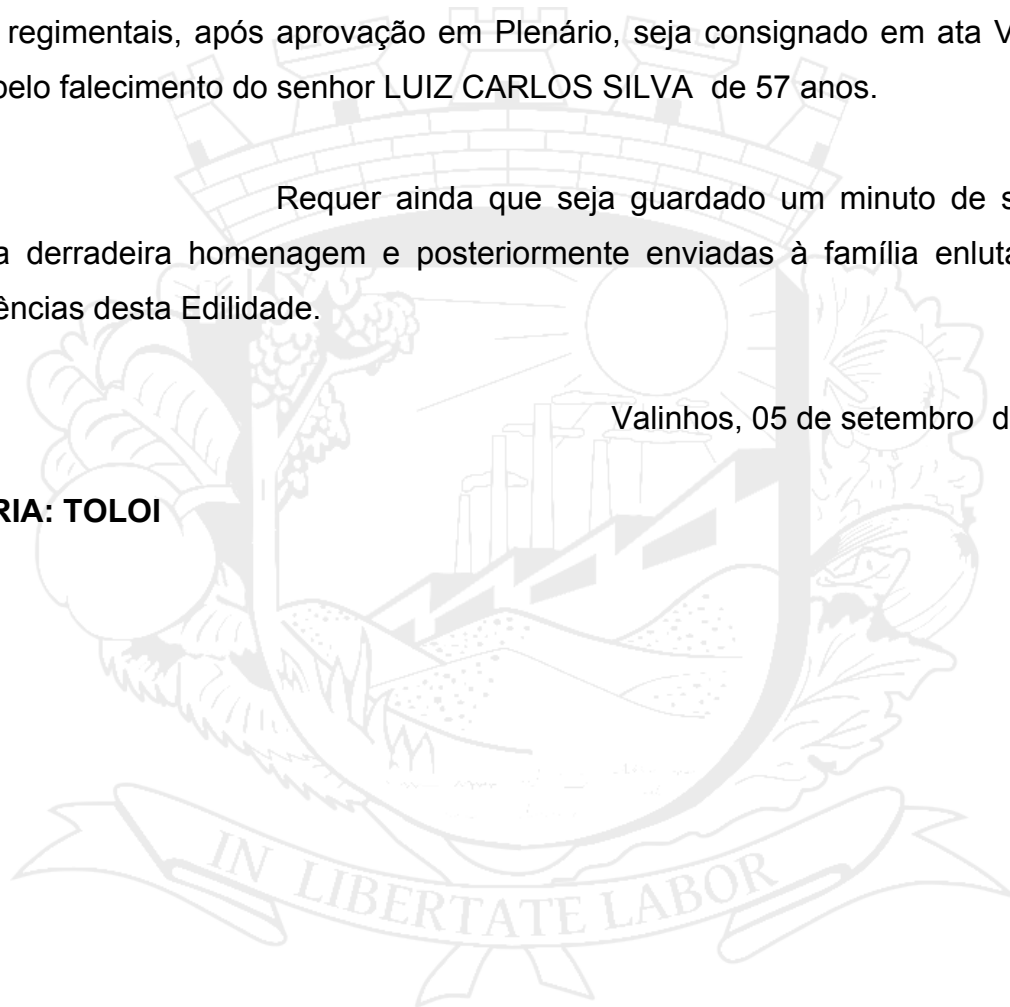 regimentais, após aprovação em Plenário, seja consignado em ata V
pelo falecimento do senhor LUIZ CARLOS SILVA de 57 anos.
Requer ainda que seja guardado um minuto de s
a derradeira homenagem e posteriormente enviadas à família enluta
ências desta Edilidade.
Valinhos, 05 de setembro d
RIA: TOLOI
IN LIBERTATE LABOR